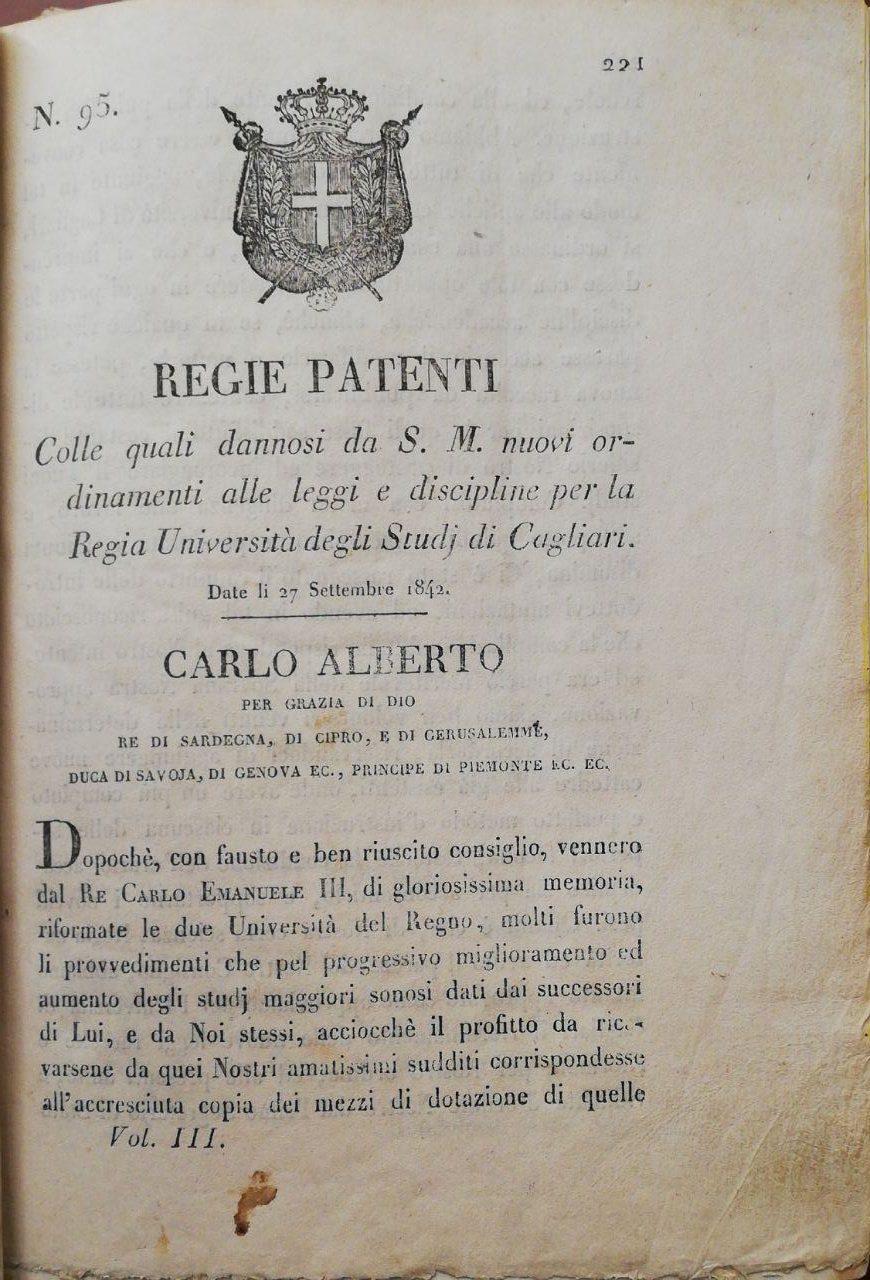 221
N. 95.
REGIE PATENTI
Colle quali dannosi da S. M. nuovi or-
dinamenti alle leggi e discipline per la
Regia Università degli Studj di Cagliari.
Date li 27 Settembre 1842.
CARLO ALBERTO
PER GRAZIA DI DIO
RE DI SARDEGNA, DI CIPRO, E DI GERUSALEMME,
DUCA DI SAVOJA, DI GENOVA EC., PRINCIPE DI PIEMONTE EC. EC.
Dopochè, con fausto e ben riuscito consiglio, vennero
dal RE CARLO EMANUELE III, di gloriosissima memoria,
riformate le due Università del Regno, molti furono
li provvedimenti che pel progressivo miglioramento ed
aumento degli studj maggiori sonosi dati dai successori
di Lui, e da Noi stessi, acciocchè il profitto da rica-
varsene da quei Nostri amatissimi sudditi corrispondesse
all'accresciuta copia dei mezzi di dotazione di quelle
Vol. III.